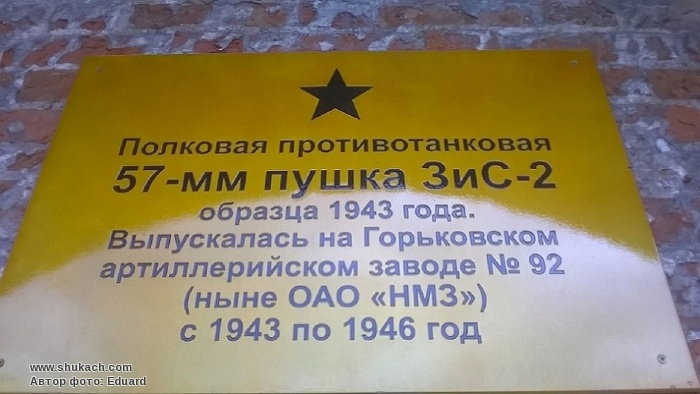 Полковая противотанковая
57-мм пушка ЗиС-2
образца 1943 года.
Выпускалась на Горьковском
артиллерийском заводе № 92
(ныне ОАО «НМЗ»)
с 1943 по 1946 год
www.shukach.com
Автор фото: Eduard